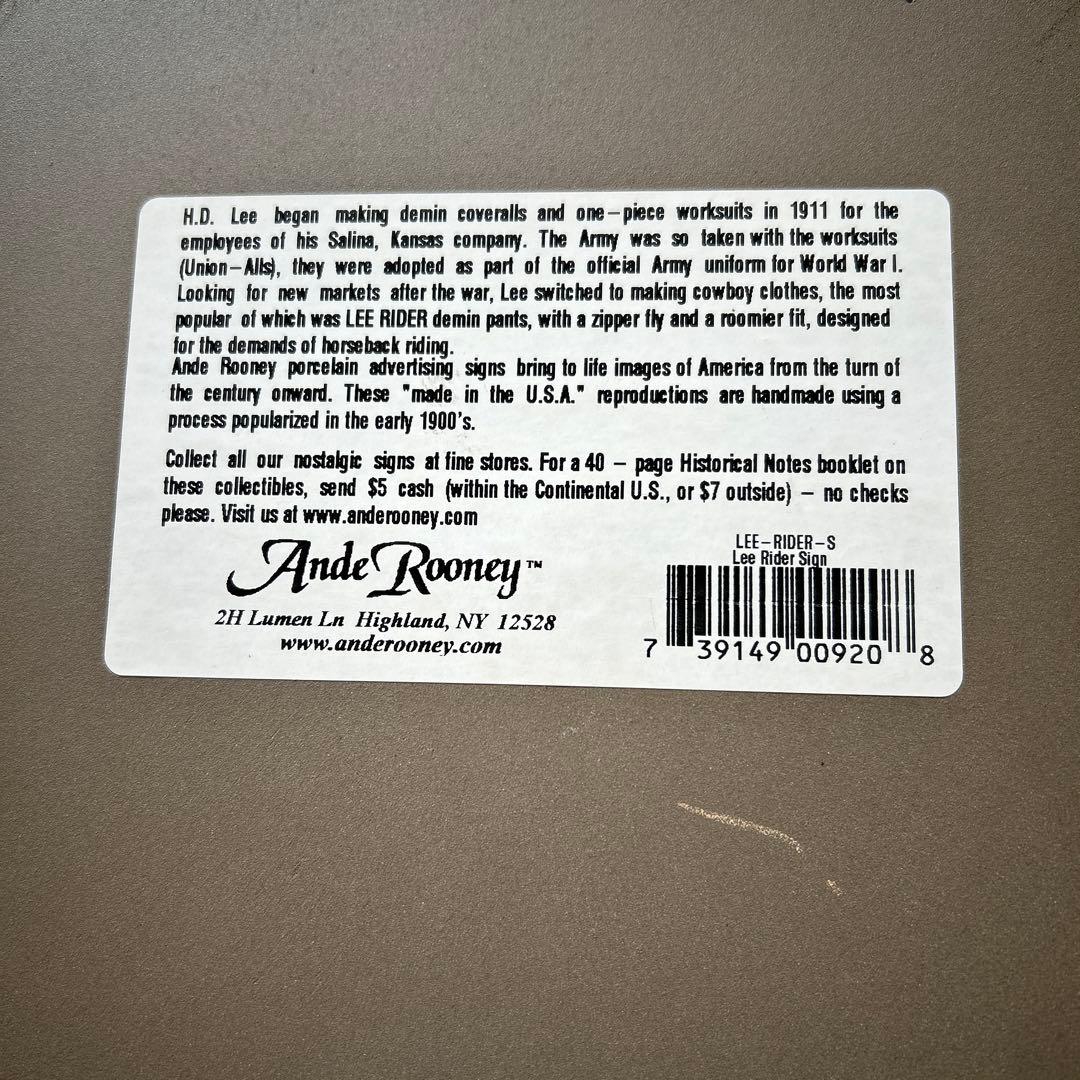 H.D. Lee began making demin coveralls and one-piece worksuits in 1911 for the
employees of his Salina, Kansas company. The Army was so taken with the worksuits
(Union-Alls), they were adopted as part of the official Army uniform for World War I.
Looking for new markets after the war, Lee switched to making cowboy clothes, the most
popular of which was LEE RIDER demin pants, with a zipper fly and a roomier fit, designed
for the demands of horseback riding.
Ande Rooney porcelain advertising signs bring to life images of America from the turn of
the century onward. These "made in the U.S.A." reproductions are handmade using a
process popularized in the early 1900's.
Collect all our nostalgic signs at fine stores. For a 40 - page Historical Notes booklet on
these collectibles, send $5 cash (within the Continental U.S., or $7 outside) - no checks
please. Visit us at www.anderooney.com
Ande Rooney™
2H Lumen Ln Highland, NY 12528
www.anderooney.com
LEE-RIDER-S
Lee Rider Sign
7 39149 00920 8